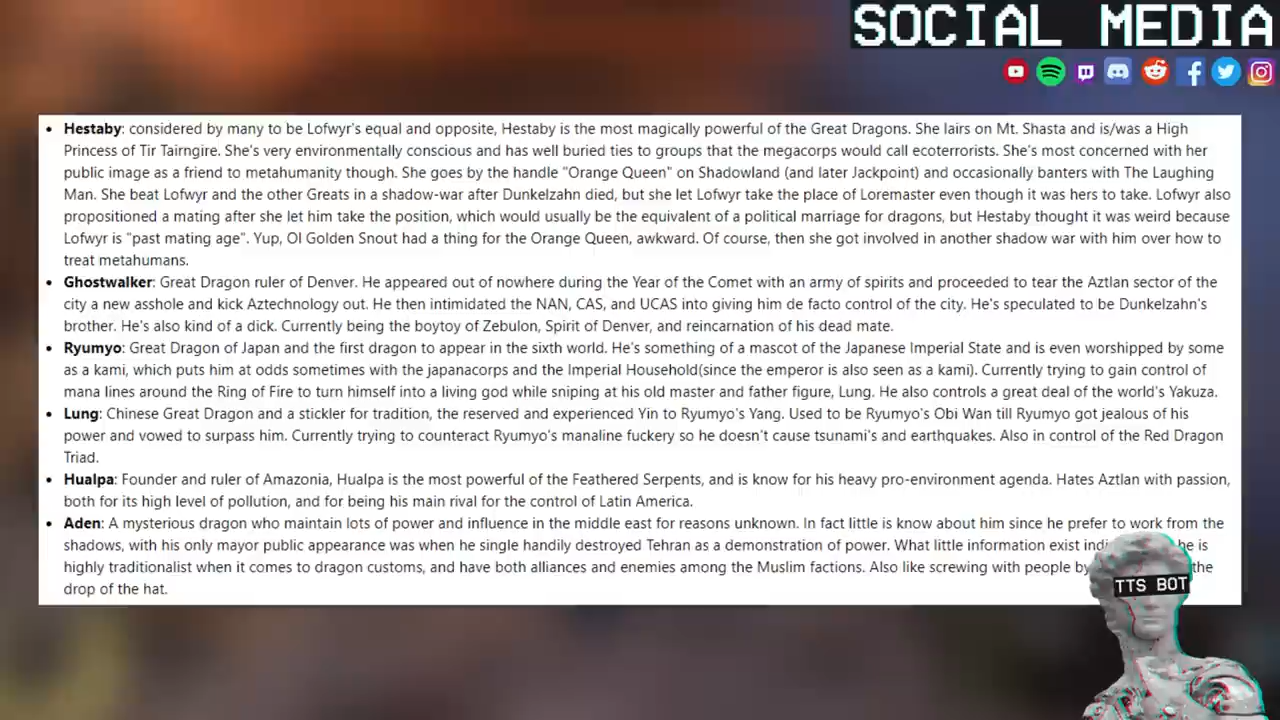 SOCIAL MEDIA
Hestaby: considered by many to be Lofwyr's equal and opposite, Hestaby is the most magically powerful of the Great Dragons. She lairs on Mt. Shasta and is/was a High
Princess of Tir Tairngire. She's very environmentally conscious and has well buried ties to groups that the megacorps would call ecoterrorists. She's most concerned with her
public image as a friend to metahumanity though. She goes by the handle "Orange Queen" on Shadowland (and later Jackpoint) and occasionally banters with The Laughing
Man. She beat Lofwyr and the other Greats in a shadow-war after Dunkelzahn died, but she let Lofwyr take the place of Loremaster even though it was hers to take. Lofwyr also
propositioned a mating after she let him take the position, which would usually be the equivalent of a political marriage for dragons, but Hestaby thought it was weird because
Lofwyr is "past mating age". Yup, Ol Golden Snout had a thing for the Orange Queen, awkward. Of course, then she got involved in another shadow war with him over how to
treat metahumans.
Ghostwalker: Great Dragon ruler of Denver. He appeared out of nowhere during the Year of the Comet with an army of spirits and proceeded to tear the Aztlan sector of the
city a new asshole and kick Aztechnology out. He then intimidated the NAN, CAS, and UCAS into giving him de facto control of the city. He's speculated to be Dunkelzahn's
brother. He's also kind of a dick. Currently being the boytoy of Zebulon, Spirit of Denver, and reincarnation of his dead mate.
Ryumyo: Great Dragon of Japan and the first dragon to appear in the sixth world. He's something of a mascot of the Japanese Imperial State and is even worshipped by some
as a kami, which puts him at odds sometimes with the japanacorps and the Imperial Household(since the emperor is also seen as a kami). Currently trying to gain control of
mana lines around the Ring of Fire to turn himself into a living god while sniping at his old master and father figure, Lung. He also controls a great deal of the world's Yakuza.
Lung: Chinese Great Dragon and a stickler for tradition, the reserved and experienced Yin to Ryumyo's Yang. Used to be Ryumyo's Obi Wan till Ryumyo got jealous of his
power and vowed to surpass him. Currently trying to counteract Ryumyo's manaline fuckery so he doesn't cause tsunami's and earthquakes. Also in control of the Red Dragon
Triad.
Hualpa: Founder and ruler of Amazonia, Hualpa is the most powerful of the Feathered Serpents, and is know for his heavy pro-environment agenda. Hates Aztlan with passion,
both for its high level of pollution, and for being his main rival for the control of Latin America.
Aden: A mysterious dragon who maintain lots of power and influence in the middle east for reasons unknown. In fact little is know about him since he prefer to work from the
shadows, with his only mayor public appearance was when he single handily destroyed Tehran as a demonstration of power. What little information exist he is
highly traditionalist when it comes to dragon customs, and have both alliances and enemies among the Muslim factions. Also like screwing with people by the
drop of the hat.
TTS BOT